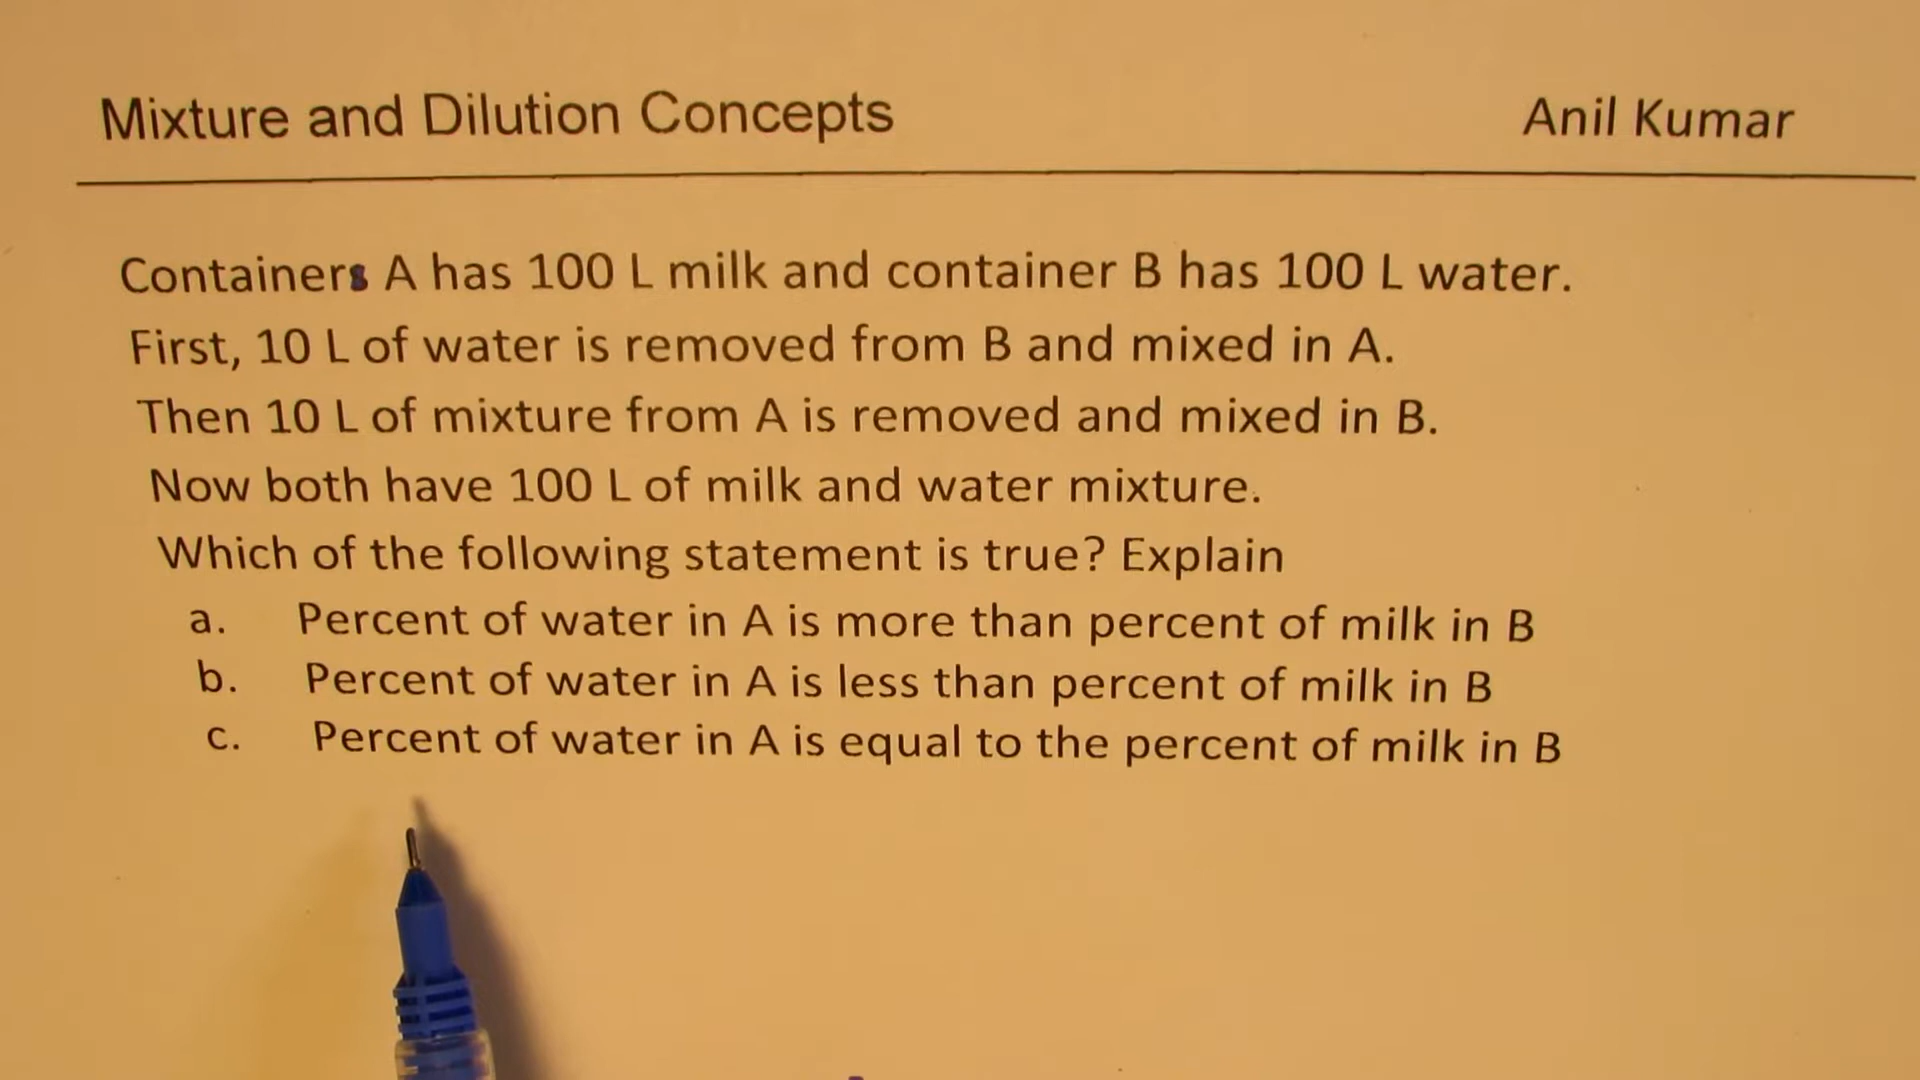 Mixture and Dilution Concepts Anil Kumar
Containers A has 100 L milk and container B has 100 L water.
First, 10 L of water is removed from B and mixed in A.
Then 10 L of mixture from A is removed and mixed in B.
Now both have 100 L of milk and water mixture.
Which of the following statement is true? Explain
a. Percent of water in A is more than percent of milk in B
b. Percent of water in A is less than percent of milk in B
c. Percent of water in A is equal to the percent of milk in B